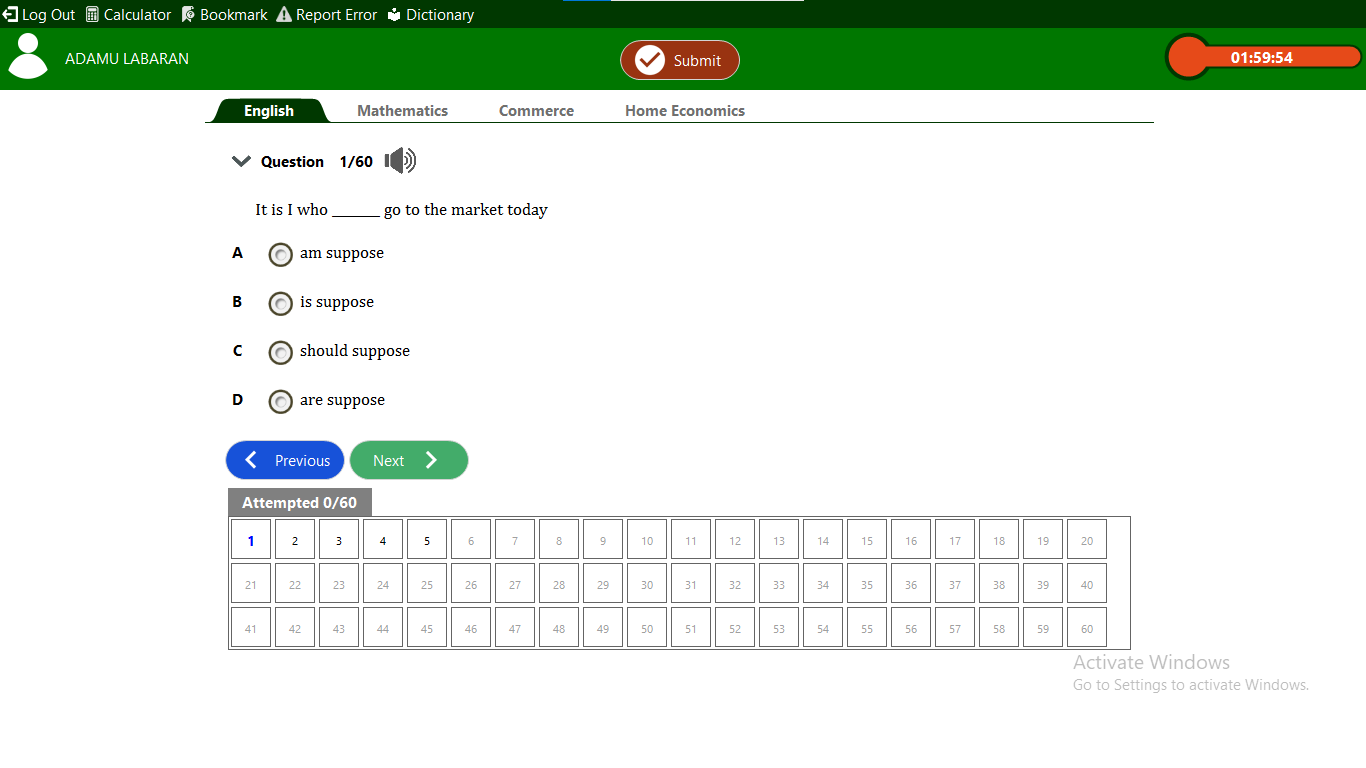 Log Out Calculator Bookmark Report Error Dictionary
ADAMU LABARAN
Submit
01:59:54
English Mathematics Commerce Home Economics
Question 1/60
It is I who ______ go to the market today
A am suppose
B is suppose
C should suppose
D are suppose
Previous Next
Attempted 0/60
1 2 3 4 5 6 7 8 9 10 11 12 13 14 15 16 17 18 19 20
21 22 23 24 25 26 27 28 29 30 31 32 33 34 35 36 37 38 39 40
41 42 43 44 45 46 47 48 49 50 51 52 53 54 55 56 57 58 59 60
Activate Windows
Go to Settings to activate Windows.